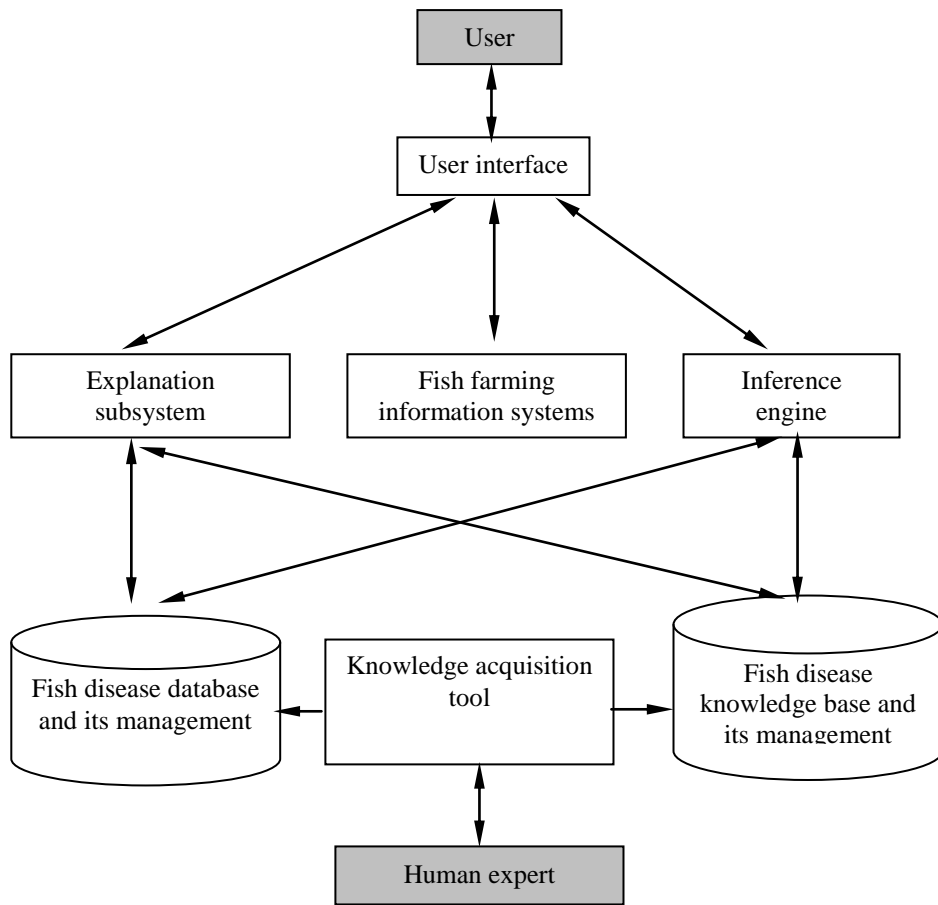 User
User interface
Explanation
subsystem
Fish farming
information systems
Inference
engine
Fish disease database
and its management
Knowledge acquisition
tool
Fish disease
knowledge base and
its management
Human expert